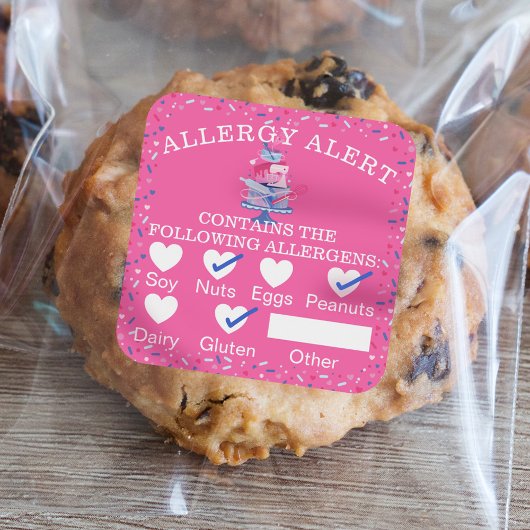 ALLERGY ALERT
CONTAINS THE
FOLLOWING ALLERGENS:
Soy Nuts Eggs Peanuts
Dairy Gluten Other